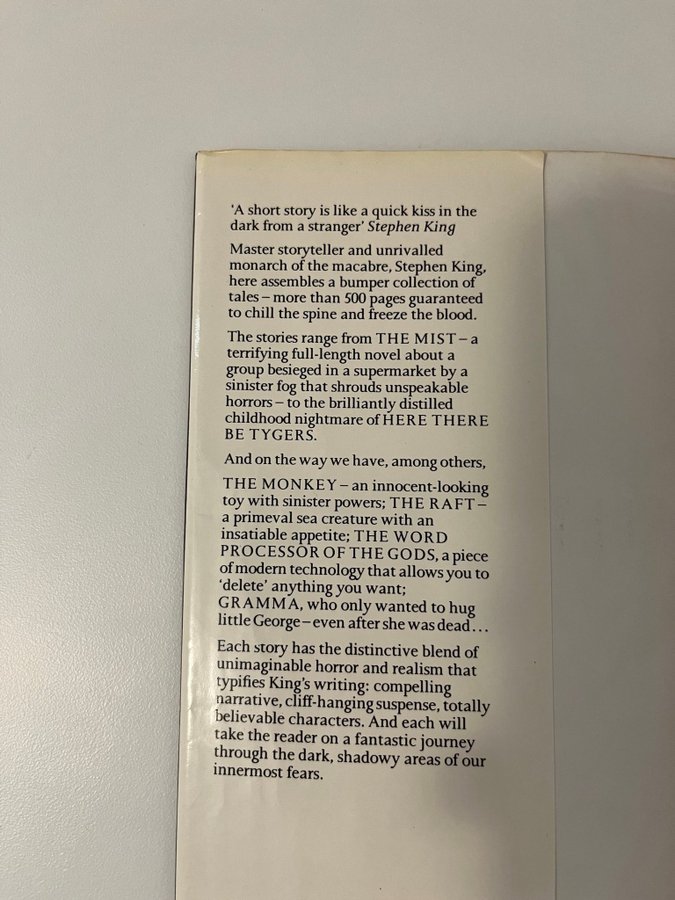 'A short story is like a quick kiss in the
dark from a stranger' Stephen King
Master storyteller and unrivalled
monarch of the macabre, Stephen King,
here assembles a bumper collection of
tales – more than 500 pages guaranteed
to chill the spine and freeze the blood.
The stories range from THE MIST – a
terrifying full-length novel about a
group besieged in a supermarket by a
sinister fog that shrouds unspeakable
horrors – to the brilliantly distilled
childhood nightmare of HERE THERE
BE TYGERS.
And on the way we have, among others,
THE MONKEY – an innocent-looking
toy with sinister powers; THE RAFT –
a primeval sea creature with an
insatiable appetite; THE WORD
PROCESSOR OF THE GODS, a piece
of modern technology that allows you to
'delete' anything you want;
GRAMMA, who only wanted to hug
little George – even after she was dead...
Each story has the distinctive blend of
unimaginable horror and realism that
typifies King's writing: compelling
narrative, cliff-hanging suspense, totally
believable characters. And each will
take the reader on a fantastic journey
through the dark, shadowy areas of our
innermost fears.